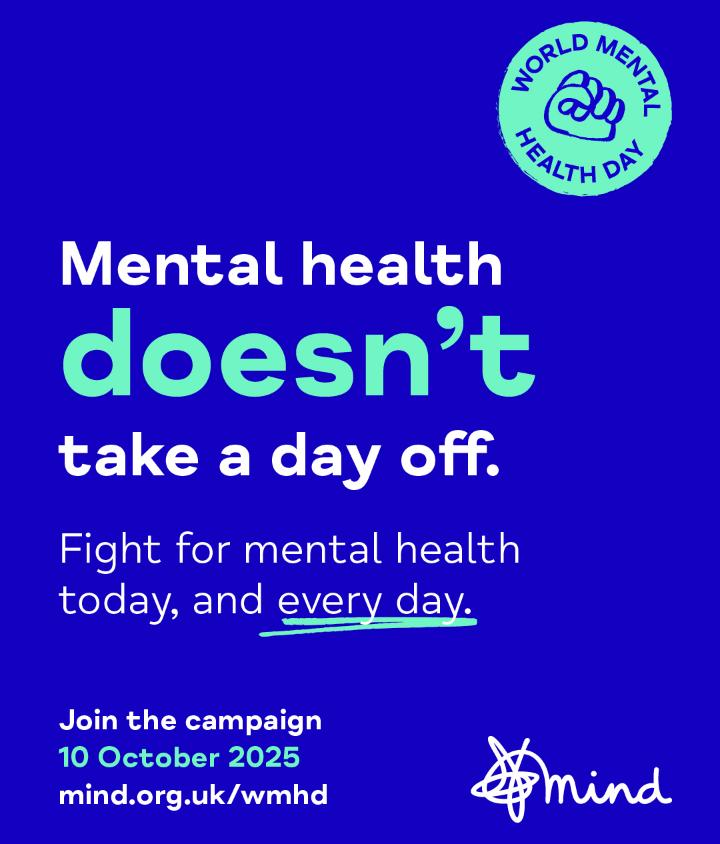 WORLD MENTAL
HEALTH DAY
Mental health
doesn’t
take a day off.
Fight for mental health
today, and every day.
Join the campaign
10 October 2025
mind.org.uk/wmhd
mind